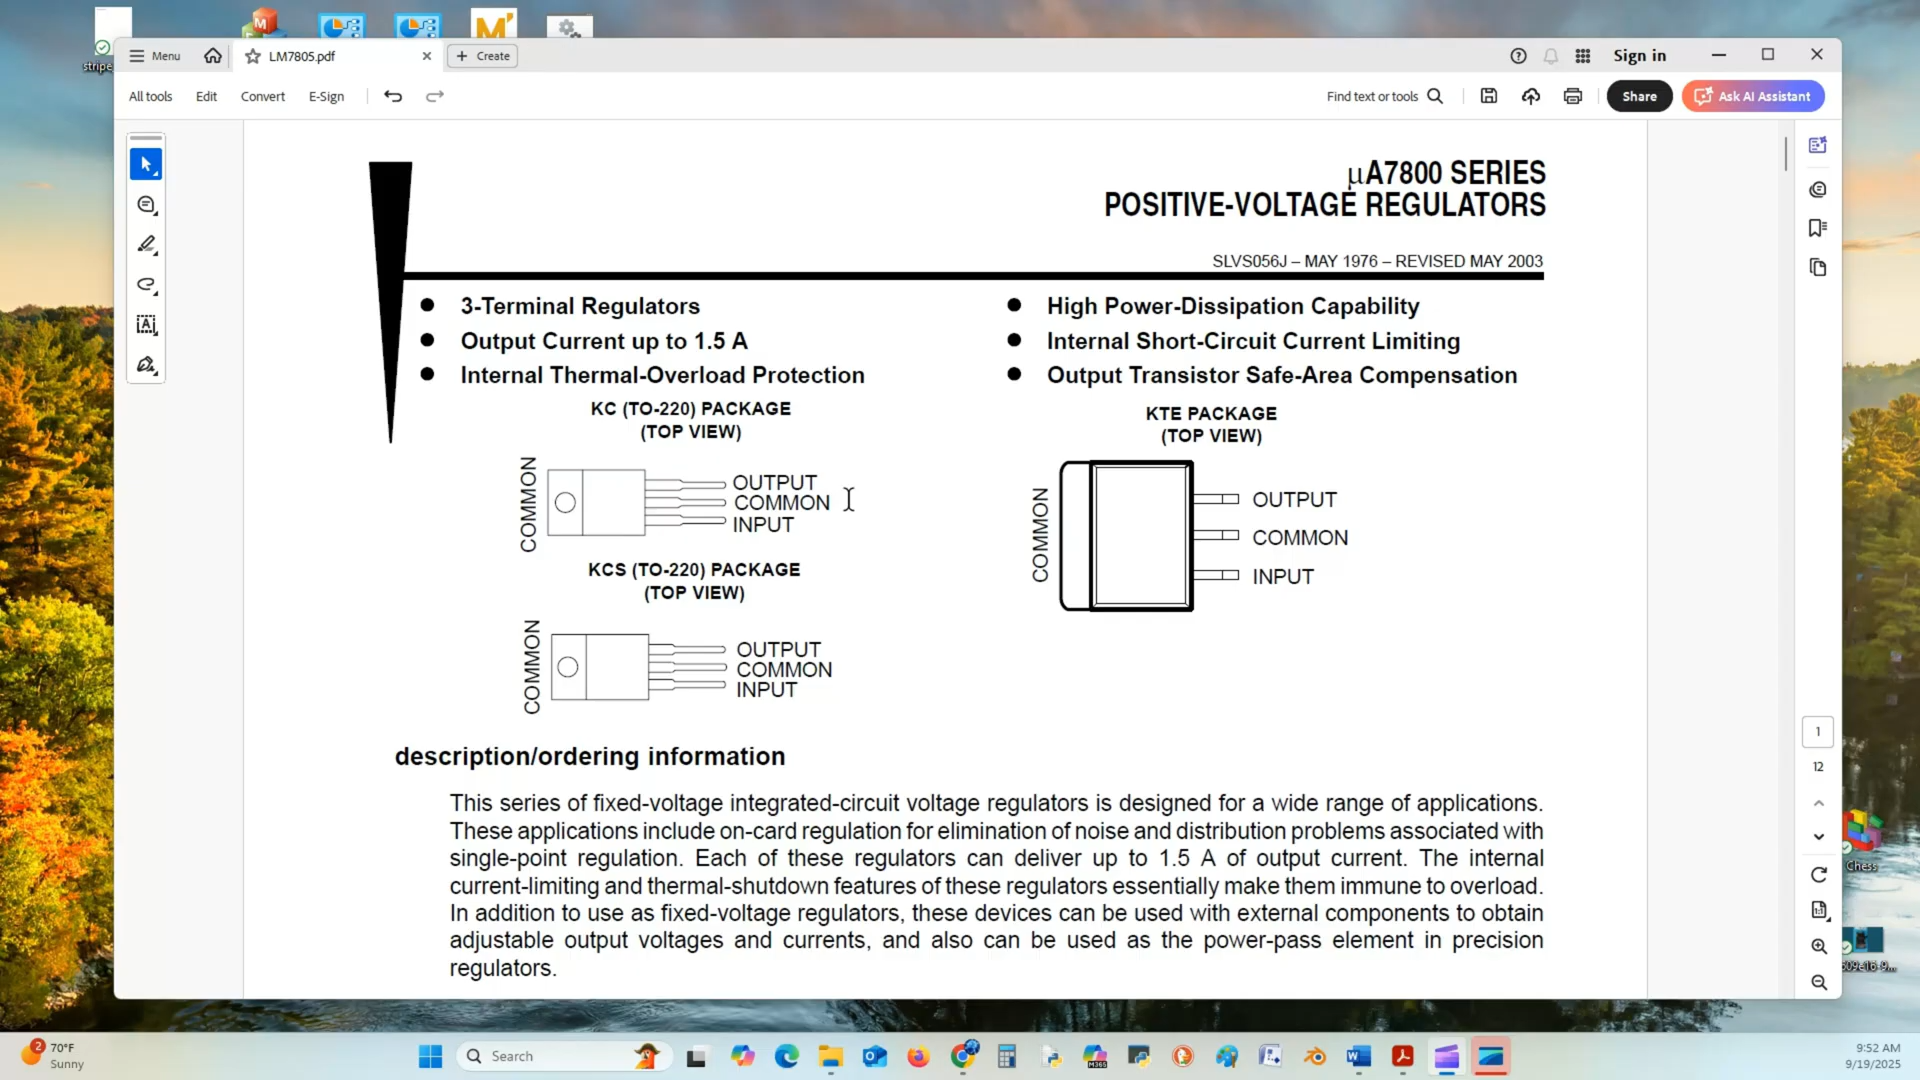 stripe
Menu
LM7805.pdf
Create
Sign in
All tools
Edit
Convert
E-Sign
Find text or tools
Share
Ask AI Assistant
µA7800 SERIES
POSITIVE-VOLTAGE REGULATORS
SLVS056J – MAY 1976 – REVISED MAY 2003
3-Terminal Regulators
Output Current up to 1.5 A
Internal Thermal-Overload Protection
High Power-Dissipation Capability
Internal Short-Circuit Current Limiting
Output Transistor Safe-Area Compensation
KC (TO-220) PACKAGE
(TOP VIEW)
COMMON
OUTPUT
COMMON
INPUT
KCS (TO-220) PACKAGE
(TOP VIEW)
COMMON
OUTPUT
COMMON
INPUT
KTE PACKAGE
(TOP VIEW)
COMMON
OUTPUT
COMMON
INPUT
description/ordering information
This series of fixed-voltage integrated-circuit voltage regulators is designed for a wide range of applications.
These applications include on-card regulation for elimination of noise and distribution problems associated with
single-point regulation. Each of these regulators can deliver up to 1.5 A of output current. The internal
current-limiting and thermal-shutdown features of these regulators essentially make them immune to overload.
In addition to use as fixed-voltage regulators, these devices can be used with external components to obtain
adjustable output voltages and currents, and also can be used as the power-pass element in precision
regulators.
1
12
Chess
2
70°F
Sunny
Search
M365
9:52 AM
9/19/2025